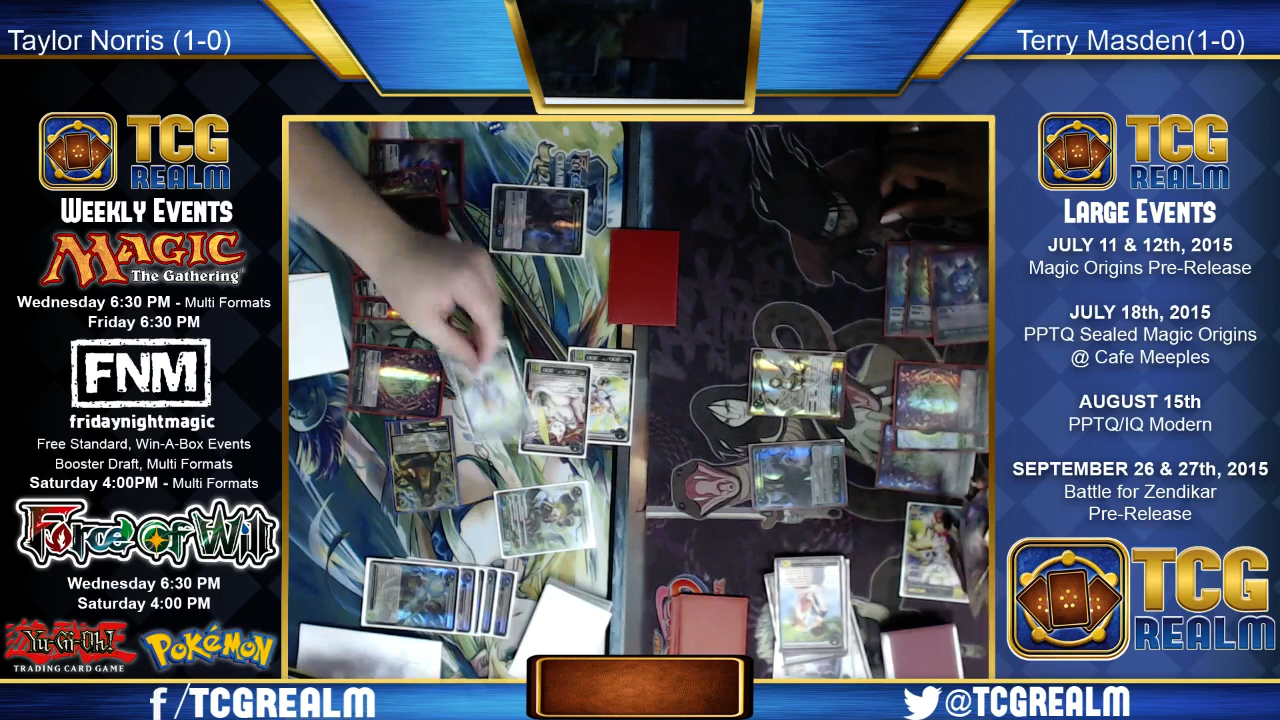 Taylor Norris (1-0)
Terry Masden(1-0)
TCG
REALM
WEEKLY EVENTS
MAGIC
The Gathering
Wednesday 6:30 PM - Multi Formats
Friday 6:30 PM
FNM
fridaynightmagic
Free Standard, Win-A-Box Events
Booster Draft, Multi Formats
Saturday 4:00PM - Multi Formats
Force of Will
Wednesday 6:30 PM
Saturday 4:00 PM
Yu-Gi-Oh!
TRADING CARD GAME
POKéMON
TCG
REALM
LARGE EVENTS
JULY 11 & 12th, 2015
Magic Origins Pre-Release
JULY 18th, 2015
PPTQ Sealed Magic Origins
@ Cafe Meeples
AUGUST 15th
PPTQ/IQ Modern
SEPTEMBER 26 & 27th, 2015
Battle for Zendikar
Pre-Release
TCG
REALM
f /TCGREALM
@TCGREALM